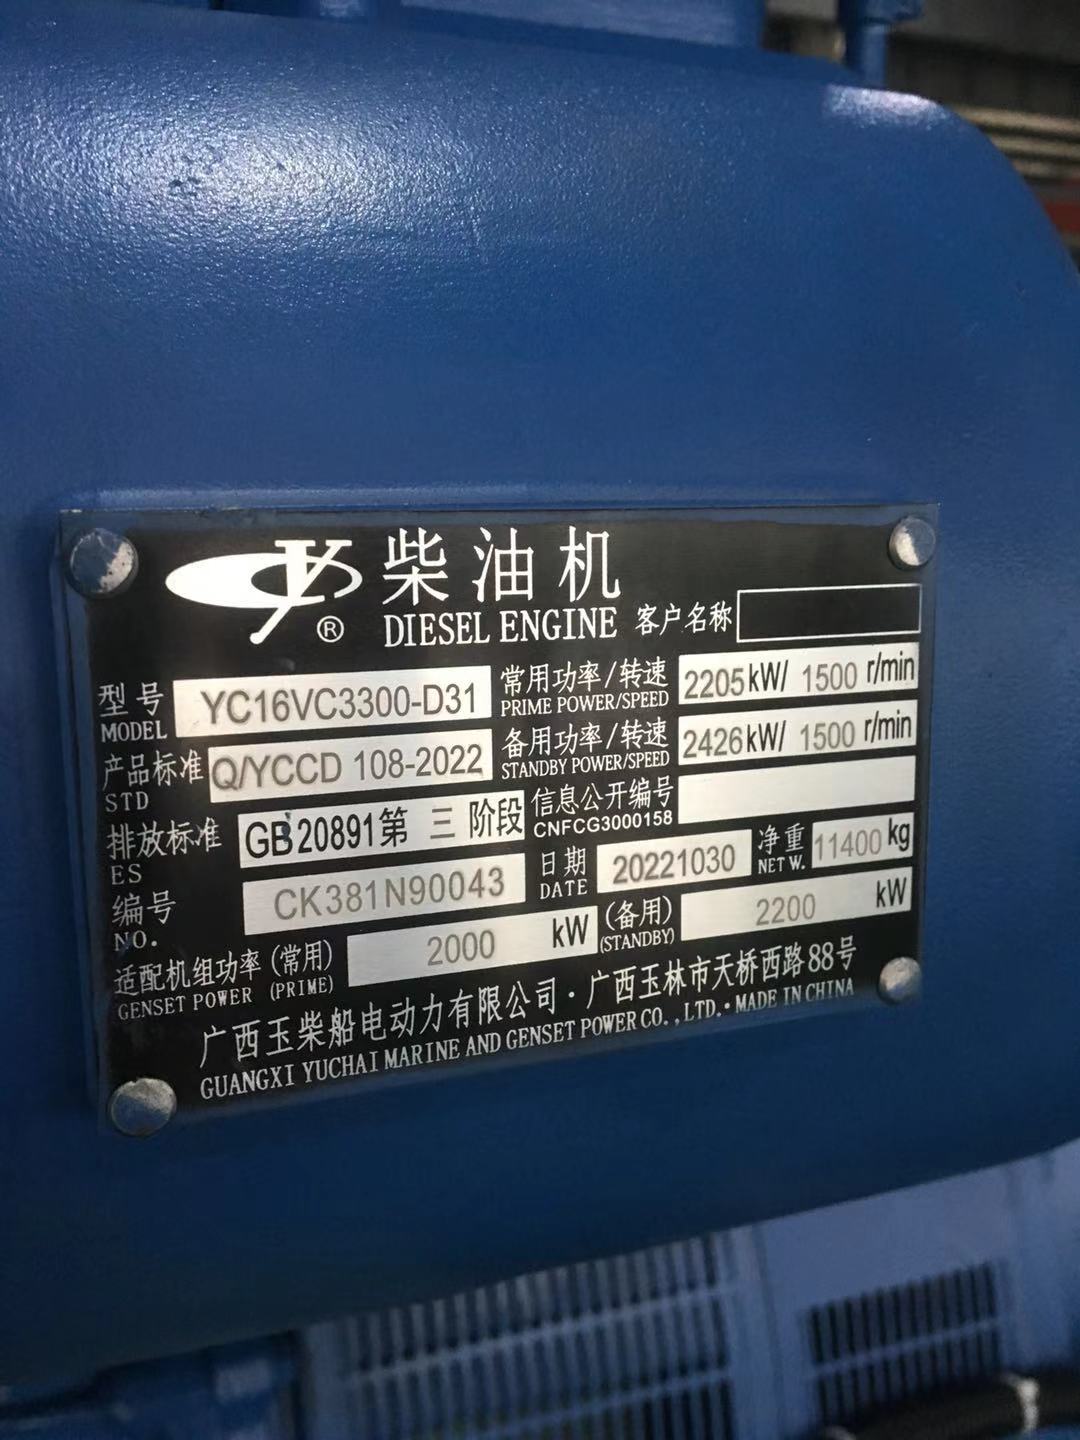 柴油机
DIESEL ENGINE
®
客户名称
型号 YC16VC3300-D31
MODEL
常用功率/转速 2205kW/ 1500 r/min
PRIME POWER/SPEED
产品标准 Q/YCCD 108-2022
STD
备用功率/转速 2426kW/ 1500 r/min
STANDBY POWER/SPEED
排放标准 GB 20891第 三 阶段
ES
信息公开编号
CNFCG3000158
编号 CK381N90043
NO.
日期 20221030
DATE
净重 11400 kg
NET W.
适配机组功率 (常用) 2000 kW (备用) 2200 kW
GENSET POWER (PRIME) (STANDBY)
广西玉柴船电动力有限公司·广西玉林市天桥西路88号
GUANGXI YUCHAI MARINE AND GENSET POWER CO.,LTD.·MADE IN CHINA